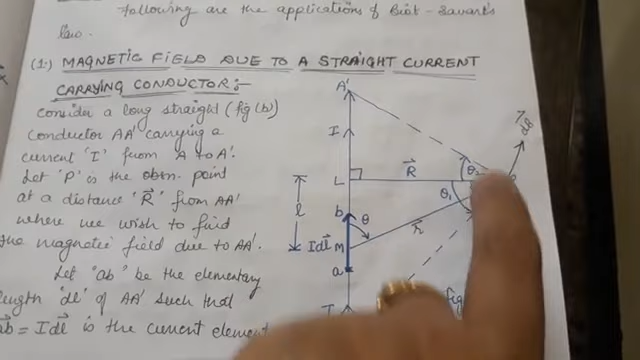 following are the applications of Biot-Savart's
law.
(1:) MAGNETIC FIELD DUE TO A STRAIGHT CURRENT
CARRYING CONDUCTOR:-
Consider a long straight (fig (b)
conductor AA' carrying a
current 'I' from A to A'.
Let 'P' is the obsn. point
at a distance 'R⃗' from AA'
where we wish to find
the magnetic field due to AA'.
Let "ab" be the elementary
length 'dl' of AA' such that
ab = Idl⃗ is the current element
A'
I
L
R⃗
θ₂
θ₁
l
b
θ
Idl⃗
M
r
a
I
fig